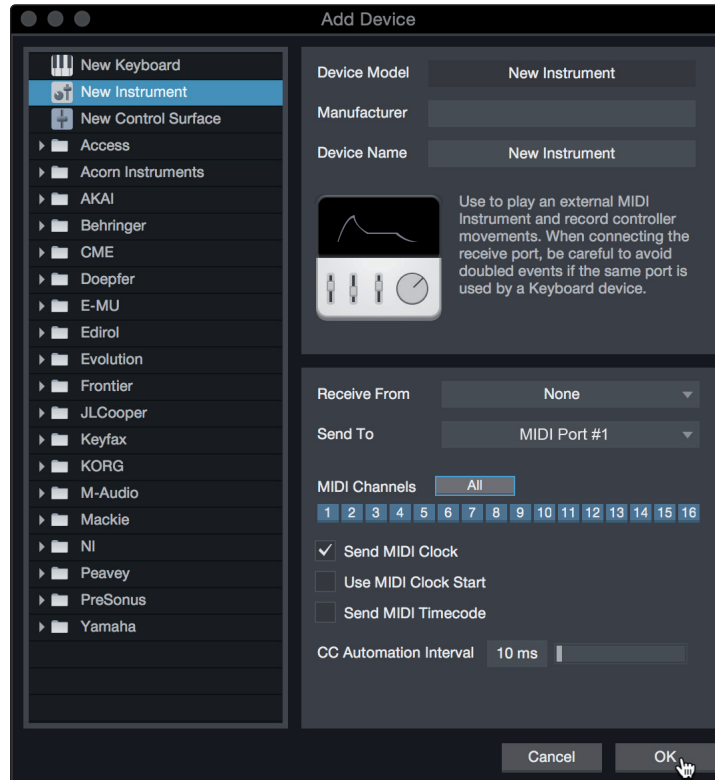 Add Device
New Keyboard
New Instrument
New Control Surface
Access
Acorn Instruments
AKAI
Behringer
CME
Doepfer
E-MU
Edirol
Evolution
Frontier
JLCooper
Keyfax
KORG
M-Audio
Mackie
NI
Peavey
PreSonus
Yamaha
Device Model New Instrument
Manufacturer
Device Name New Instrument
Use to play an external MIDI
Instrument and record controller
movements. When connecting the
receive port, be careful to avoid
doubled events if the same port is
used by a Keyboard device.
Receive From None
Send To MIDI Port #1
MIDI Channels All
1 2 3 4 5 6 7 8 9 10 11 12 13 14 15 16
Send MIDI Clock
Use MIDI Clock Start
Send MIDI Timecode
CC Automation Interval 10 ms
Cancel OK